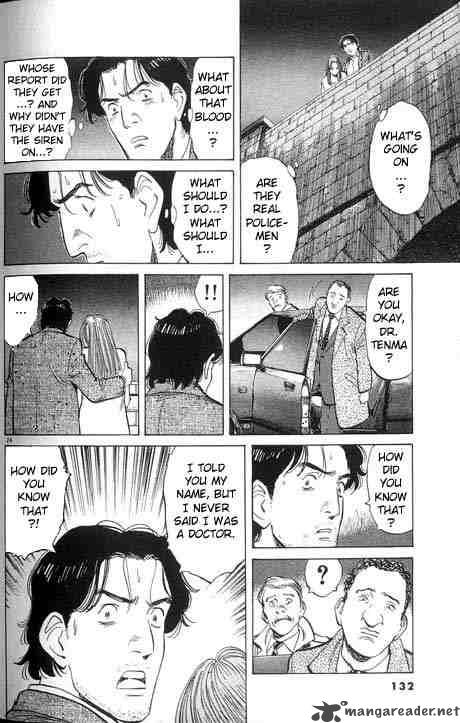 WHAT'S
GOING
ON
...
?
ARE
THEY
REAL
POLICE-
MEN
?
WHAT
ABOUT
THAT
BLOOD
...
?
WHOSE
REPORT DID
THEY GET
...? AND
WHY DIDN'T
THEY HAVE
THE SIREN
ON...?
WHAT
SHOULD
I DO...?
WHAT
SHOULD
I...
ARE
YOU
OKAY,
DR.
TENMA
?
!!
HOW
...
HOW
DID
YOU
KNOW
THAT
?
?
I TOLD
YOU MY
NAME, BUT
I NEVER
SAID I WAS
A DOCTOR.
HOW DID
YOU
KNOW
THAT
?!
132
mangareader.net